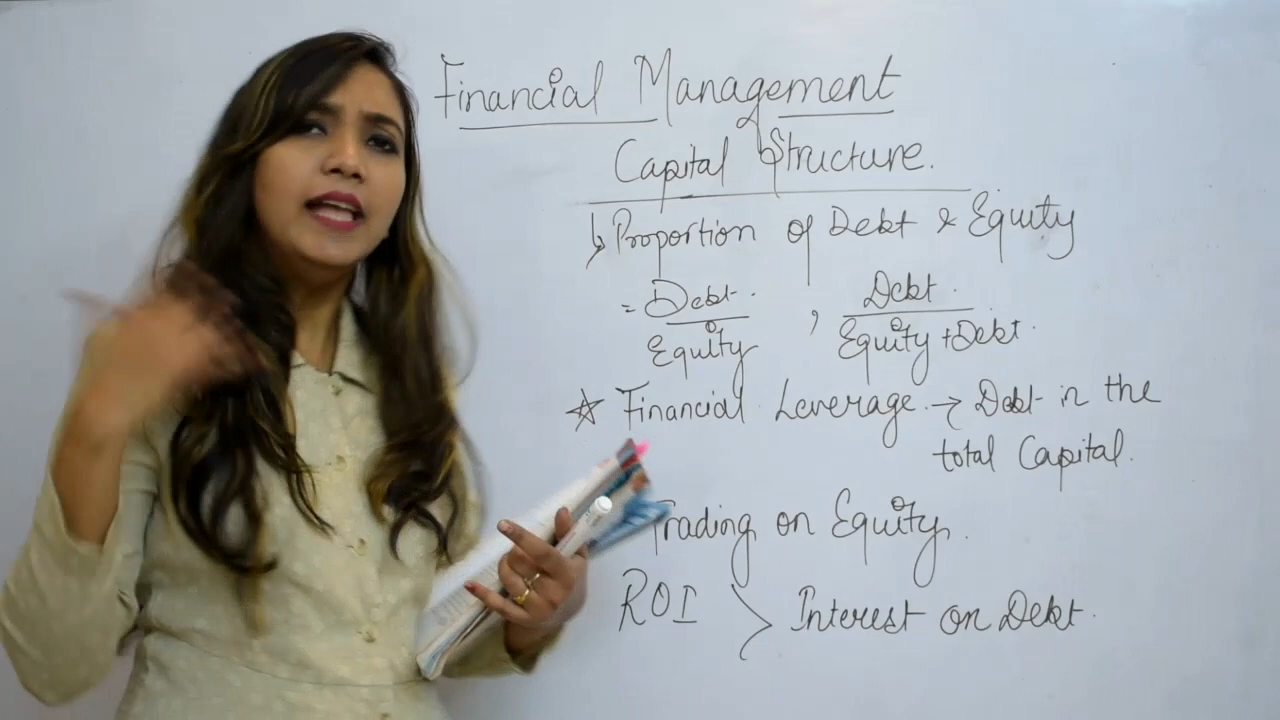 Financial Management
Capital Structure.
↳ Proportion of Debt & Equity
= Debt / Equity , Debt / Equity + Debt.
☆ Financial Leverage. → Debt in the
total Capital.
Trading on Equity.
ROI > Interest on Debt.